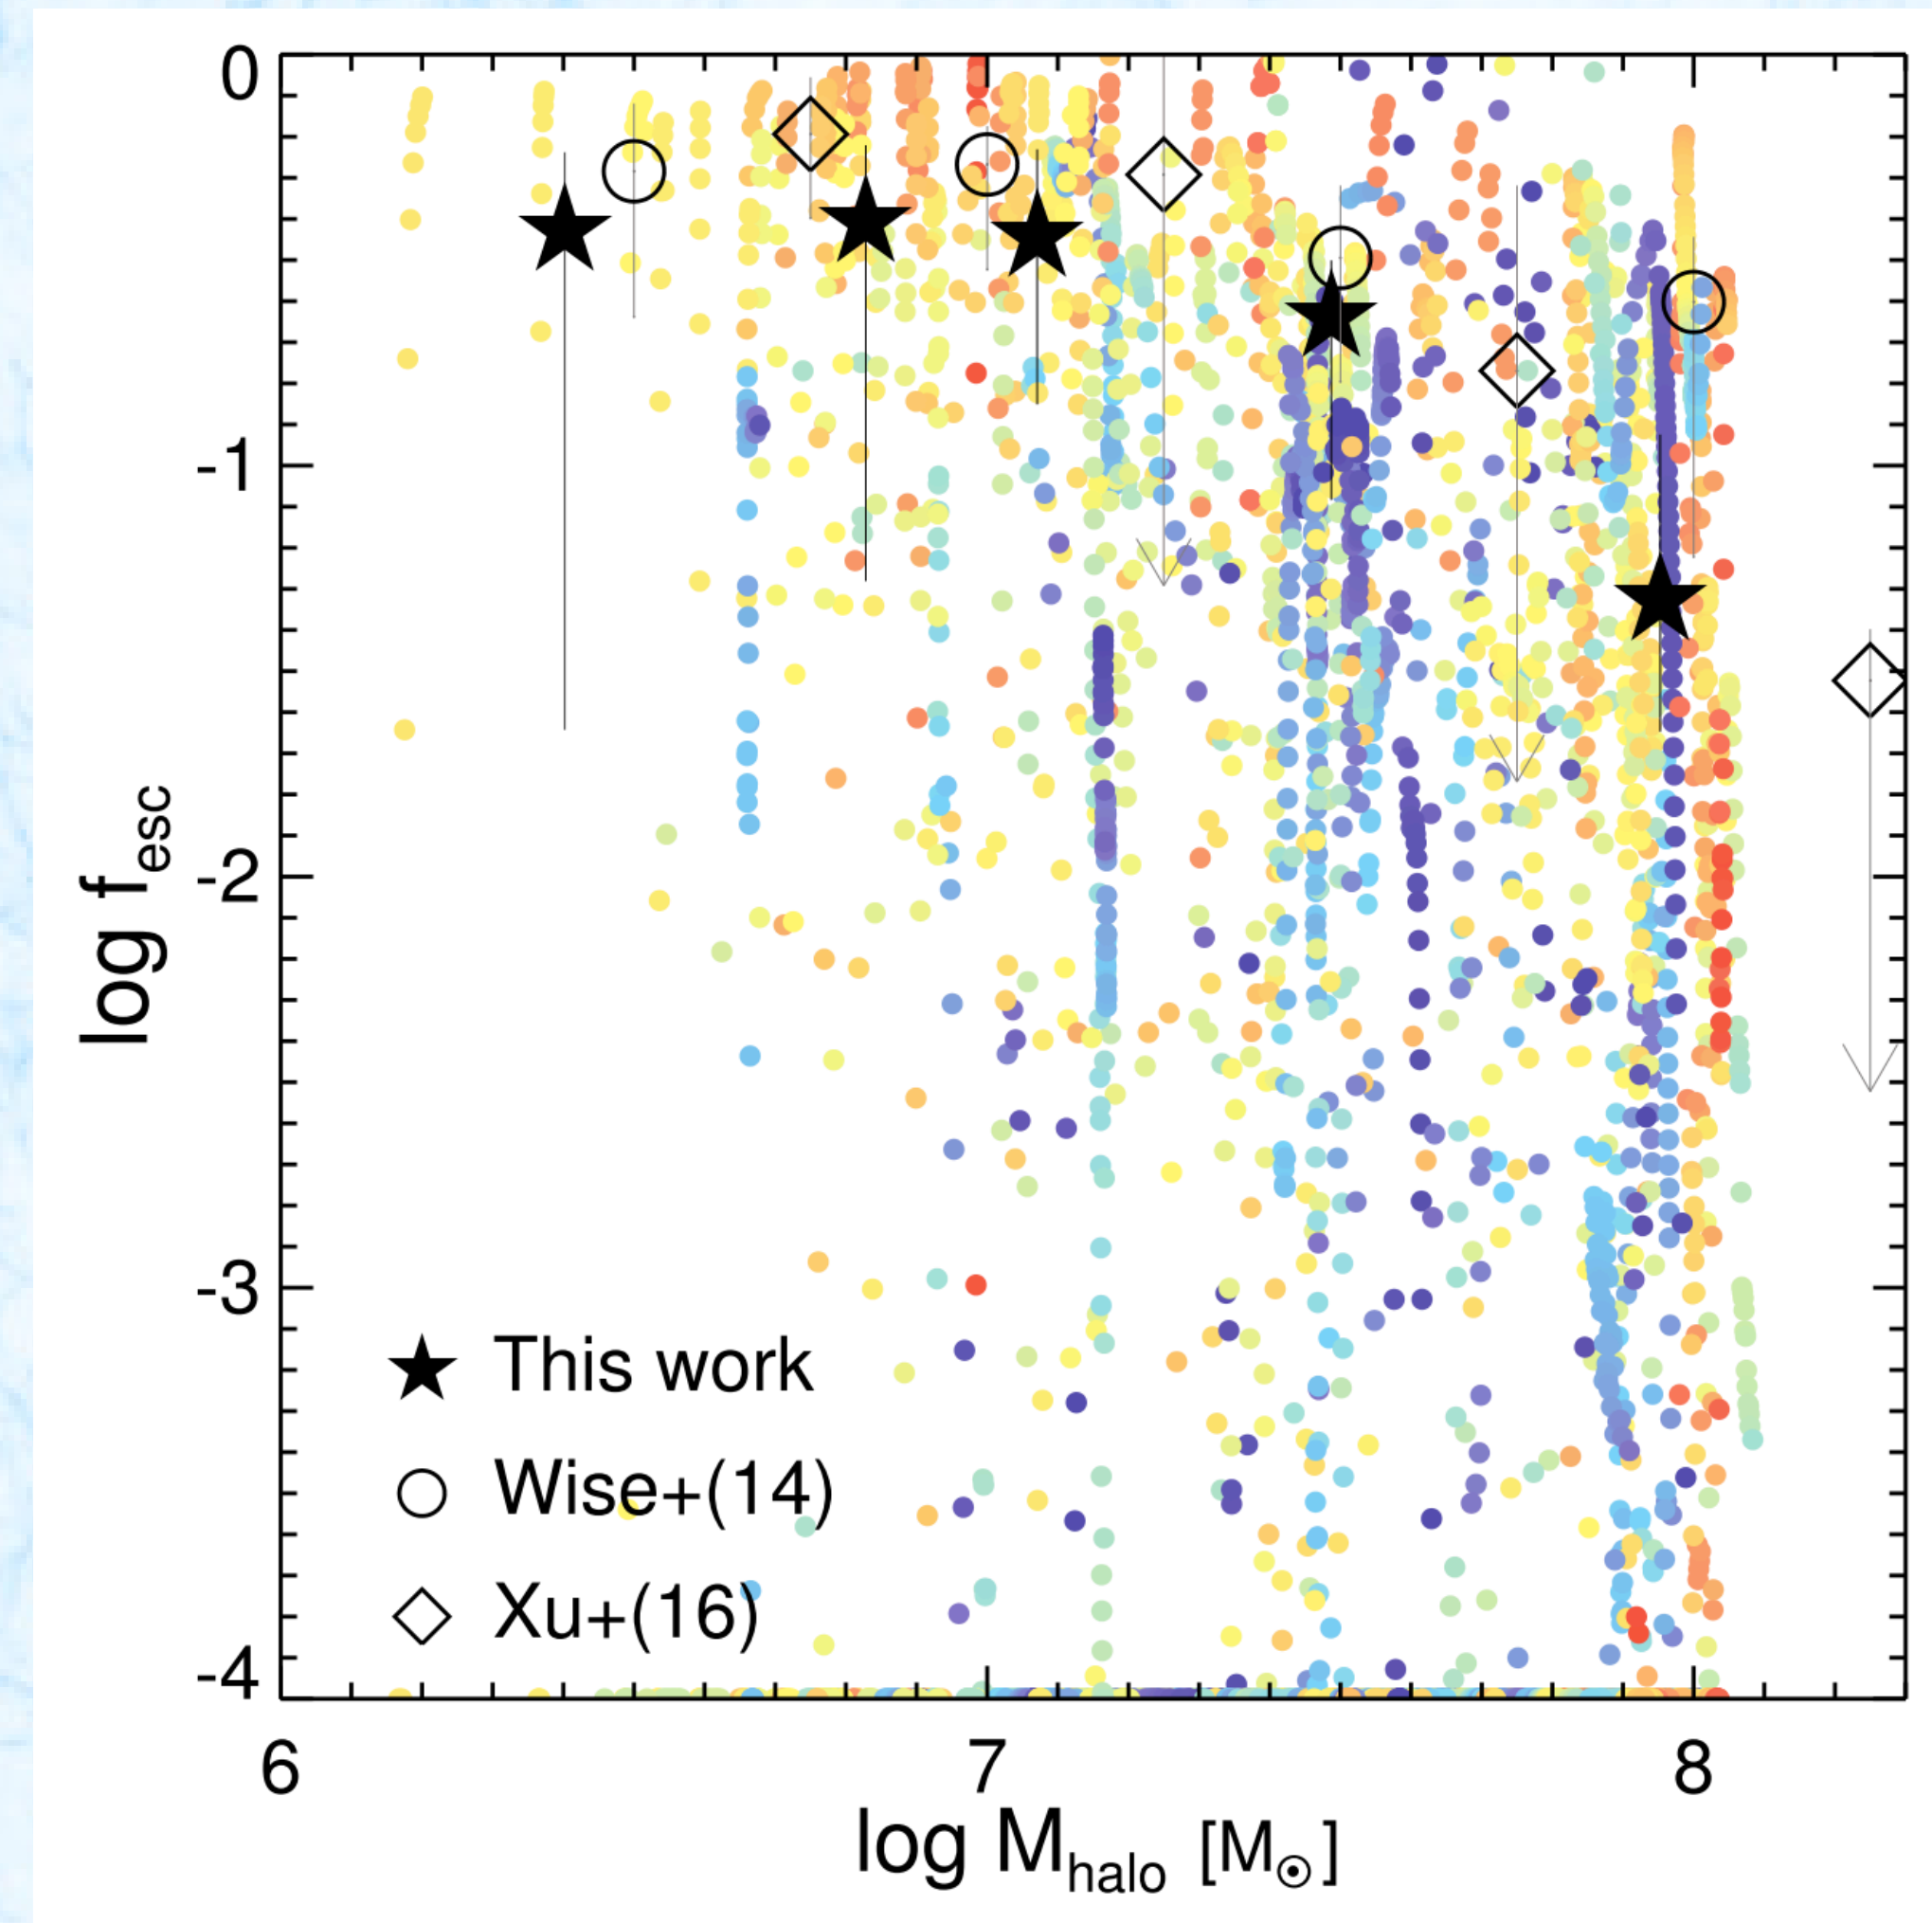 0
-1
-2
-3
-4
log f_esc
This work
Wise+(14)
Xu+(16)
6 7 8
log M_halo [M_⊙]